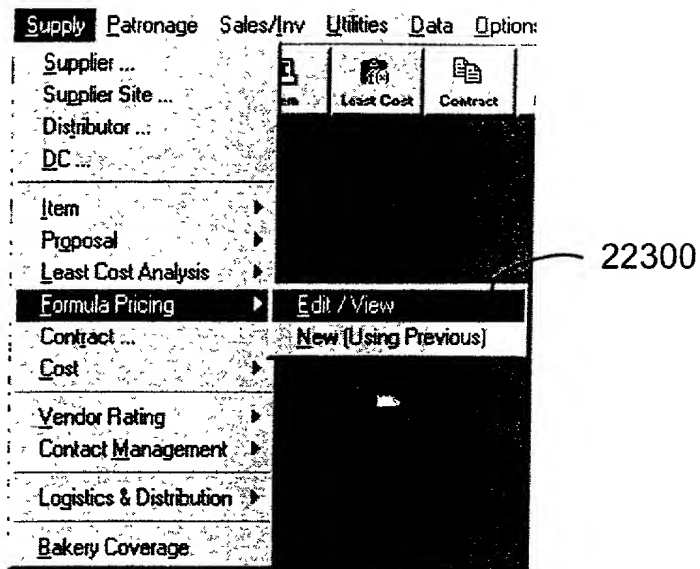 Supply Patronage Sales/Inv Utilities Data Option
Supplier ...
Supplier Site ...
Distributor ...
DC ...
Least Cost Contract
Item
Proposal
Least Cost Analysis
Formula Pricing Edit / View
22300
Contract ... New (Using Previous)
Cost
Vendor Rating
Contact Management
Logistics & Distribution
Bakery Coverage